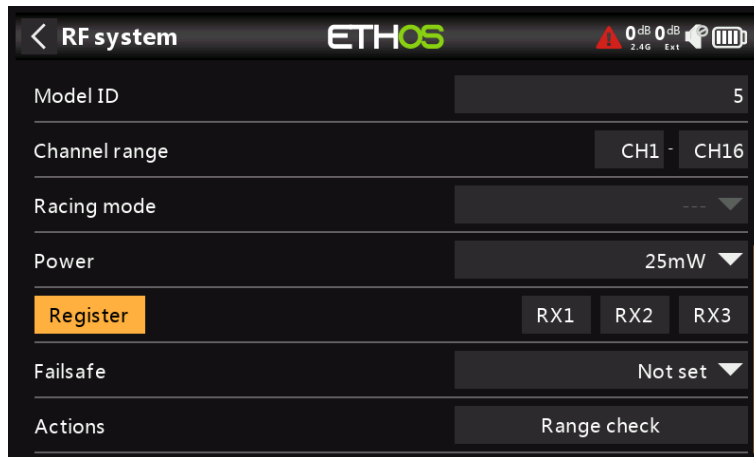 RF system ETHOS 0dB 0dB
2.4G Ext
Model ID 5
Channel range CH1 - CH16
Racing mode ---
Power 25mW
Register RX1 RX2 RX3
Failsafe Not set
Actions Range check